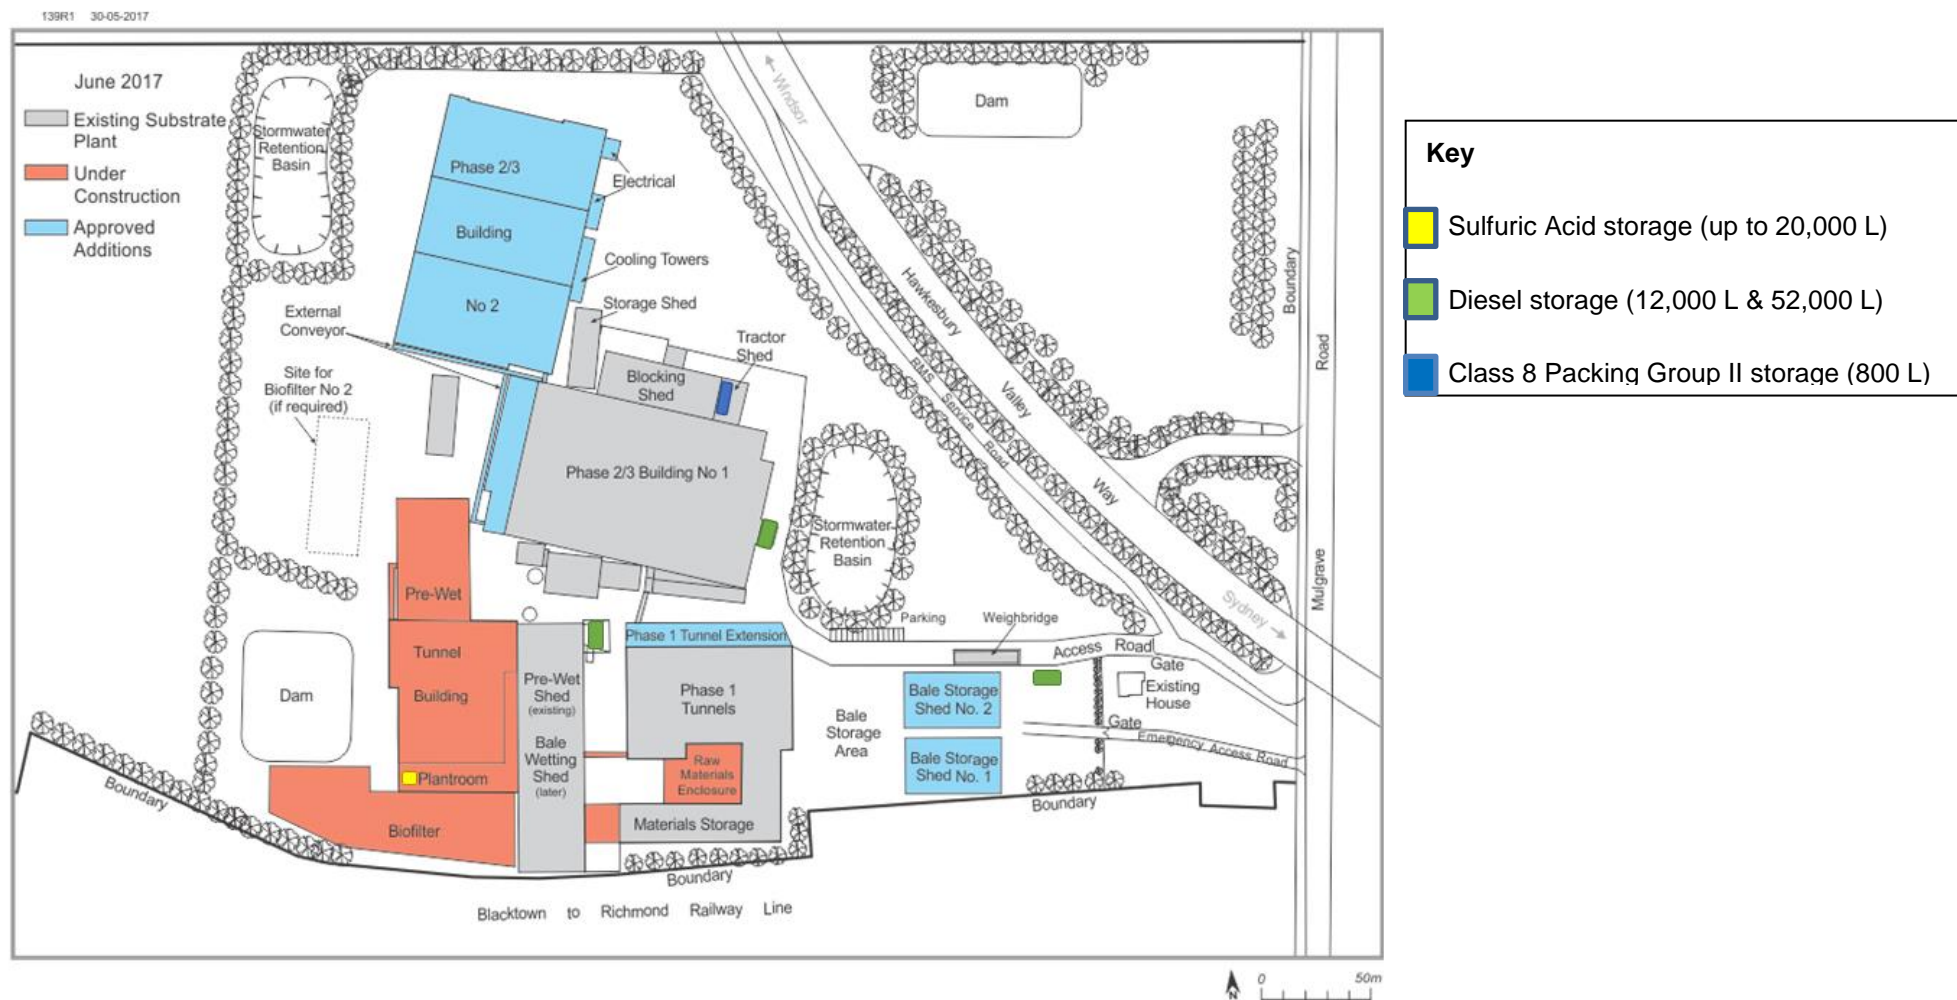 139R1 30-05-2017
June 2017
Existing Substrate
Plant
Under
Construction
Approved
Additions
Stormwater
Retention
Basin
Phase 2/3
Building
No 2
Electrical
Cooling Towers
Storage Shed
External
Conveyor
Tractor
Shed
Blocking
Shed
Site for
Biofilter No 2
(if required)
Phase 2/3 Building No 1
Windsor
Dam
Hawkesbury
Valley
Way
RMS Service Road
Sydney
Boundary
Road
Mulgrave
Stormwater
Retention
Basin
Parking
Weighbridge
Access Road
Gate
Existing
House
Gate
Emergency Access Road
Pre-Wet
Tunnel
Building
Plantroom
Biofilter
Dam
Boundary
Pre-Wet
Shed
(existing)
Bale
Wetting
Shed
(later)
Phase 1 Tunnel Extension
Phase 1
Tunnels
Raw
Materials
Enclosure
Materials Storage
Bale
Storage
Area
Bale Storage
Shed No. 2
Bale Storage
Shed No. 1
Boundary
Boundary
Blacktown to Richmond Railway Line
N
0 50m
Key
Sulfuric Acid storage (up to 20,000 L)
Diesel storage (12,000 L & 52,000 L)
Class 8 Packing Group II storage (800 L)